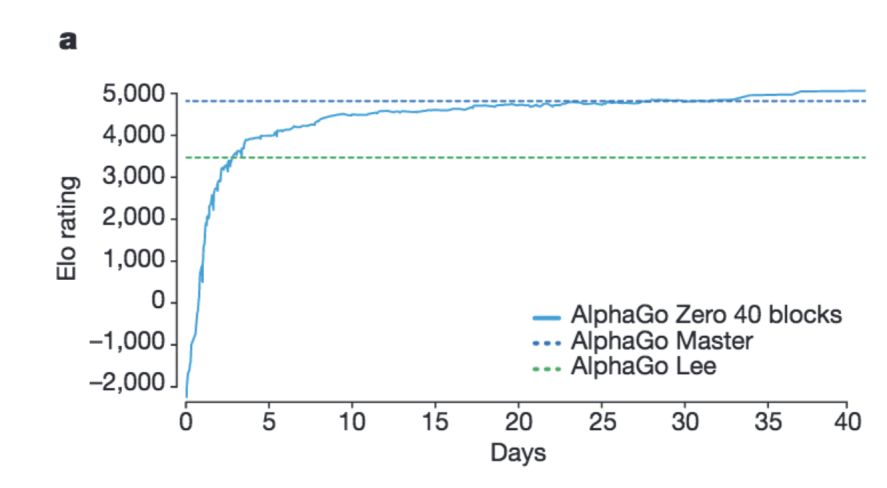 a
5,000
4,000
3,000
2,000
1,000
0
−1,000
−2,000
Elo rating
AlphaGo Zero 40 blocks
AlphaGo Master
AlphaGo Lee
0 5 10 15 20 25 30 35 40
Days